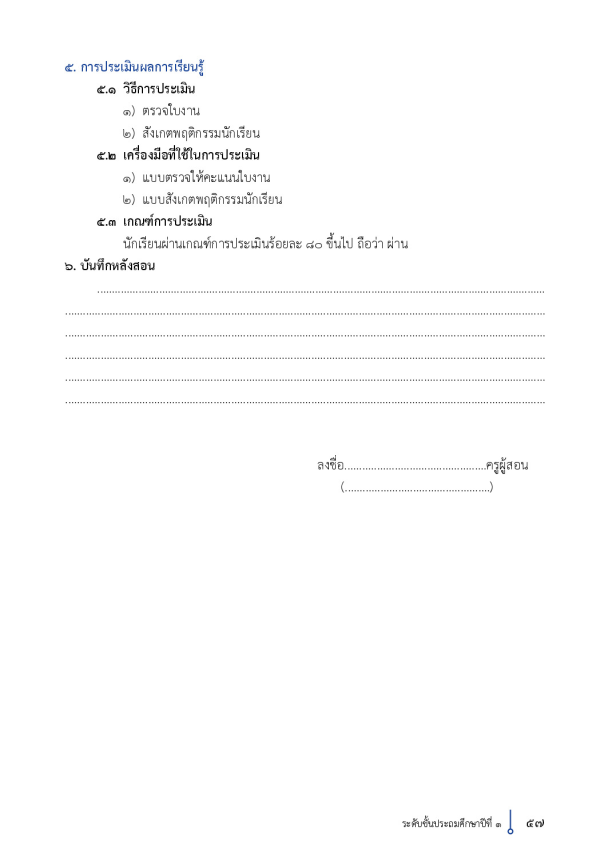 ๕. การประเมินผลการเรียนรู้
๕.๑ วิธีการประเมิน
๑) ตรวจใบงาน
๒) สังเกตพฤติกรรมนักเรียน
๕.๒ เครื่องมือที่ใช้ในการประเมิน
๑) แบบตรวจให้คะแนนใบงาน
๒) แบบสังเกตพฤติกรรมนักเรียน
๕.๓ เกณฑ์การประเมิน
นักเรียนผ่านเกณฑ์การประเมินร้อยละ ๘๐ ขึ้นไป ถือว่า ผ่าน
๖. บันทึกหลังสอน
................................................................................
................................................................................
................................................................................
................................................................................
................................................................................
................................................................................
ลงชื่อ................................................ครูผู้สอน
(.................................................)
ระดับชั้นประถมศึกษาปีที่ ๑ ๕๗